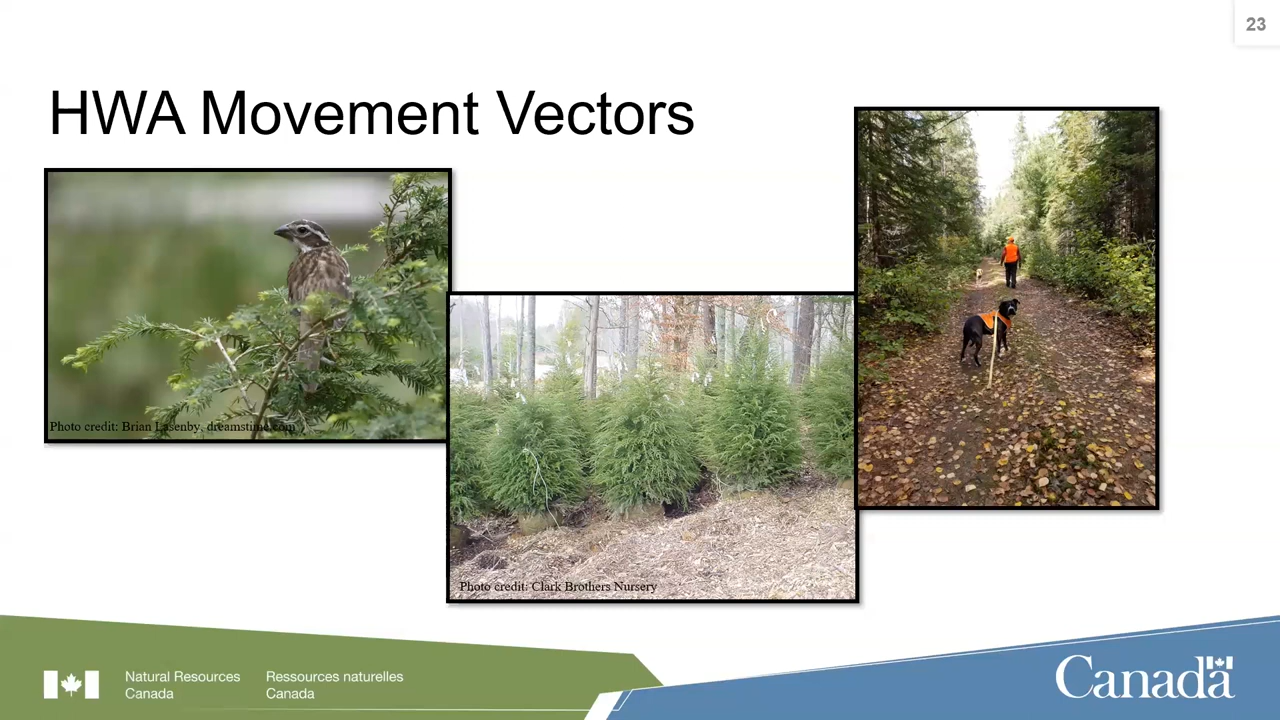 23
HWA Movement Vectors
Photo credit: Brian Lasenby, dreamstime.com
Photo credit: Clark Brothers Nursery
Natural Resources
Canada
Ressources naturelles
Canada
Canada